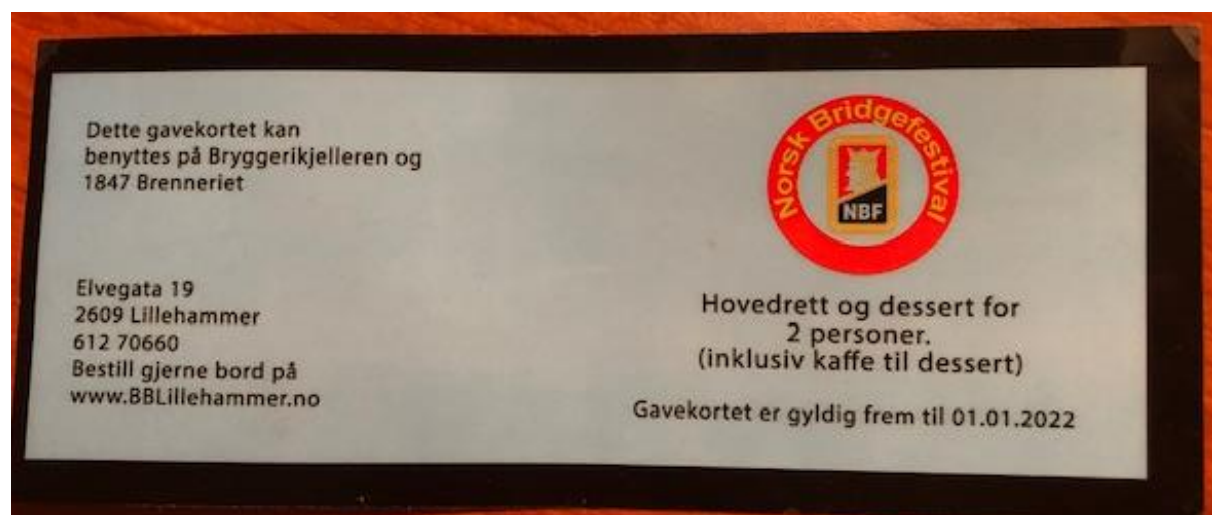 Dette gavekortet kan
benyttes på Bryggerikjelleren og
1847 Brenneriet
Elvegata 19
2609 Lillehammer
612 70660
Bestill gjerne bord på
www.BBLillehammer.no
Norsk Bridgefestival
NBF
Hovedrett og dessert for
2 personer.
(inklusiv kaffe til dessert)
Gavekortet er gyldig frem til 01.01.2022